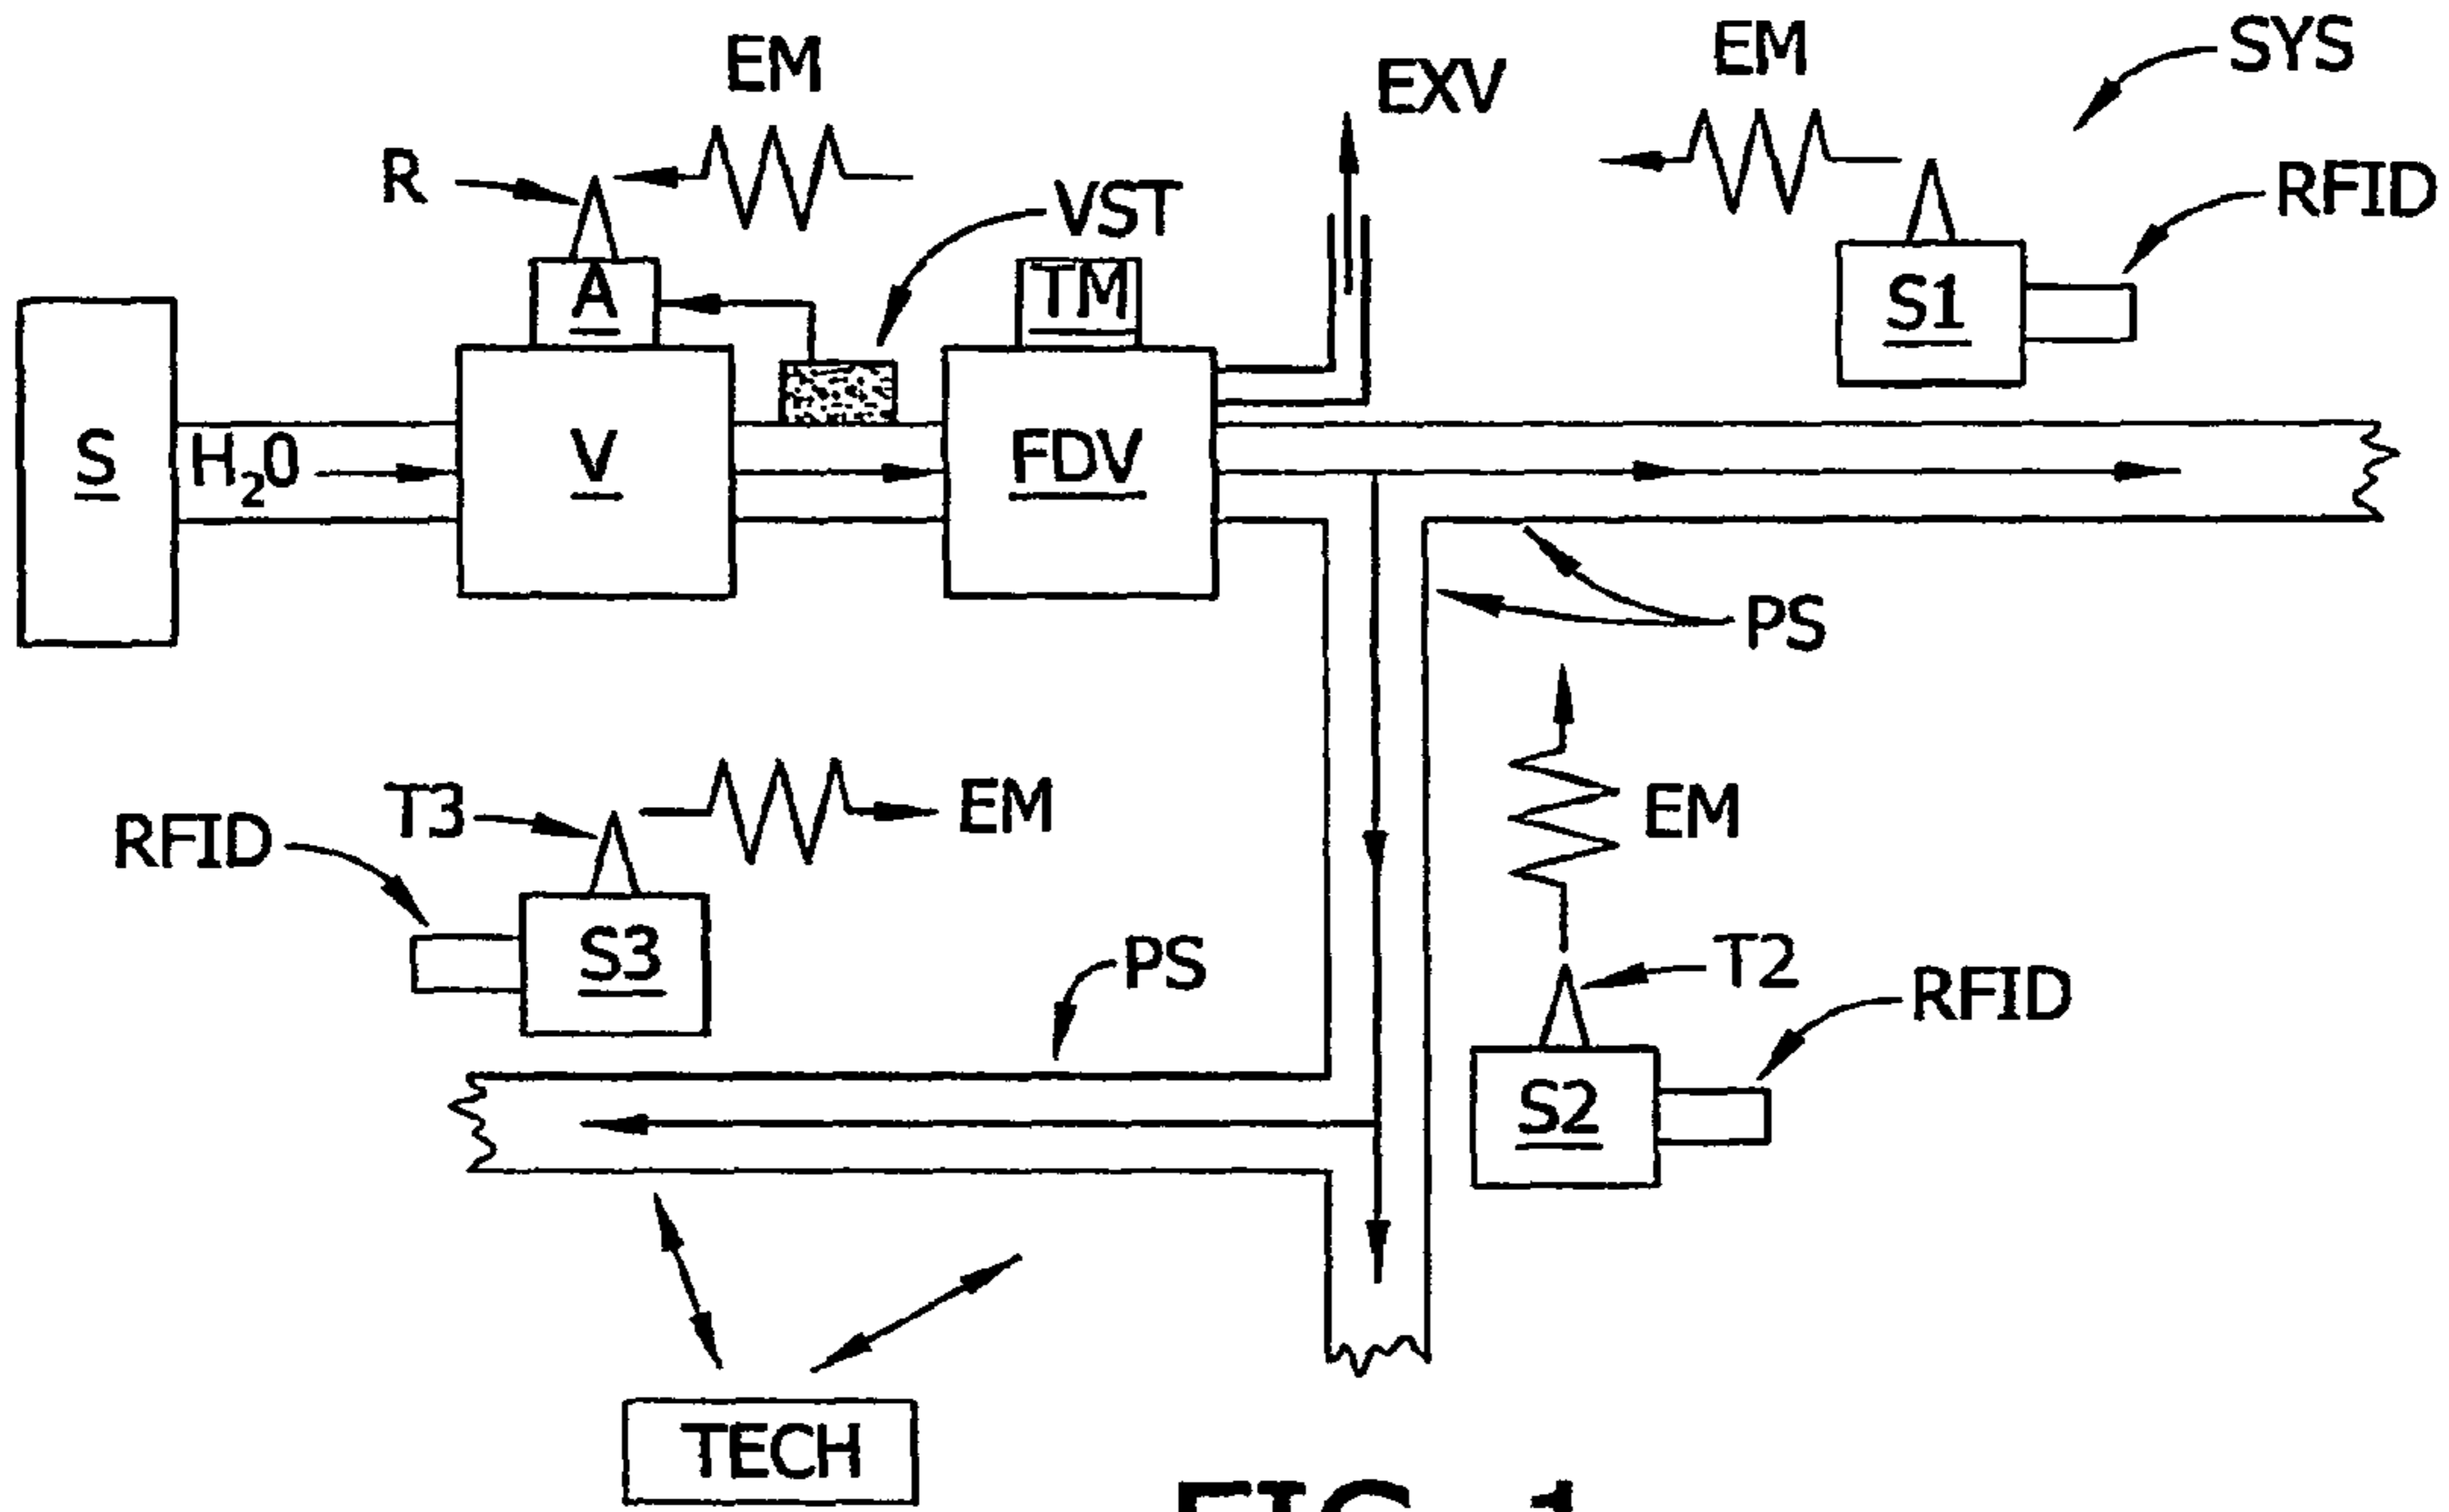 EM
EM
SYS
EXV
R
VST
RFID
A
TM
S1
S
H₂O
V
FDV
PS
T3
EM
EM
RFID
S3
PS
T2
RFID
S2
TECH
FIG. 1